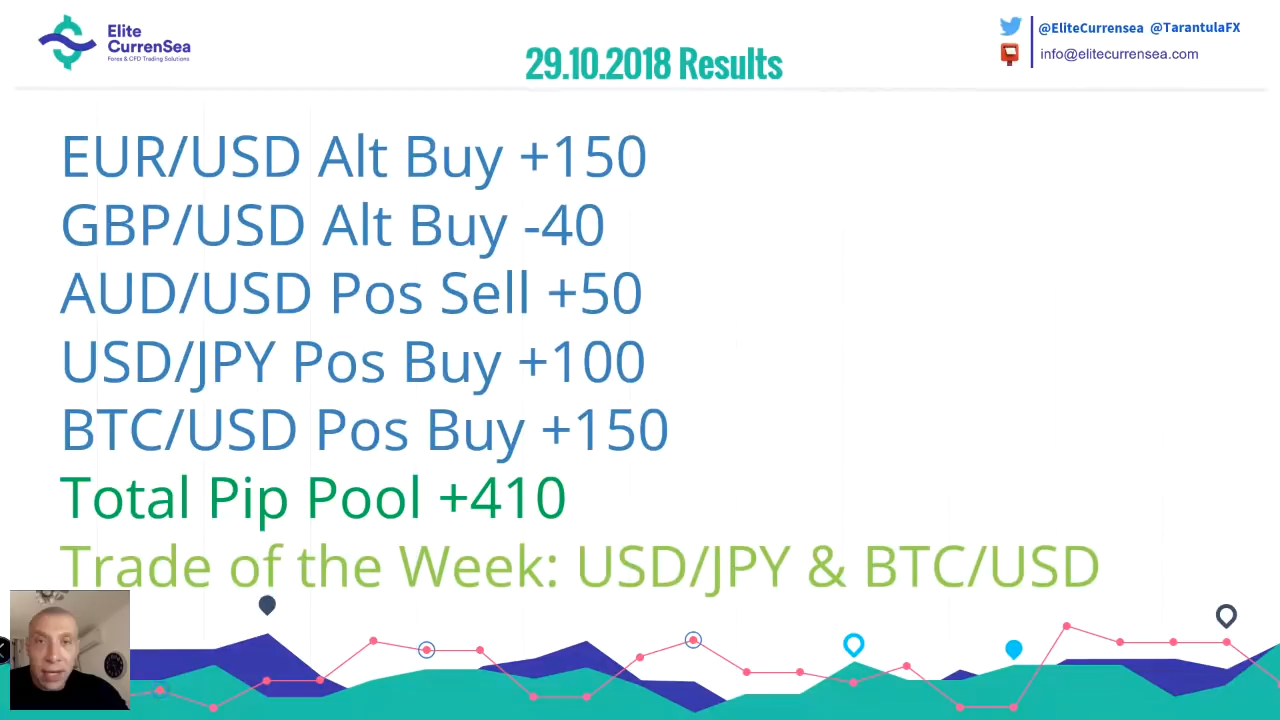 Elite
CurrenSea
Forex & CFD Trading Solutions
29.10.2018 Results
@EliteCurrensea @TarantulaFX
info@elitecurrensea.com
EUR/USD Alt Buy +150
GBP/USD Alt Buy -40
AUD/USD Pos Sell +50
USD/JPY Pos Buy +100
BTC/USD Pos Buy +150
Total Pip Pool +410
Trade of the Week: USD/JPY & BTC/USD